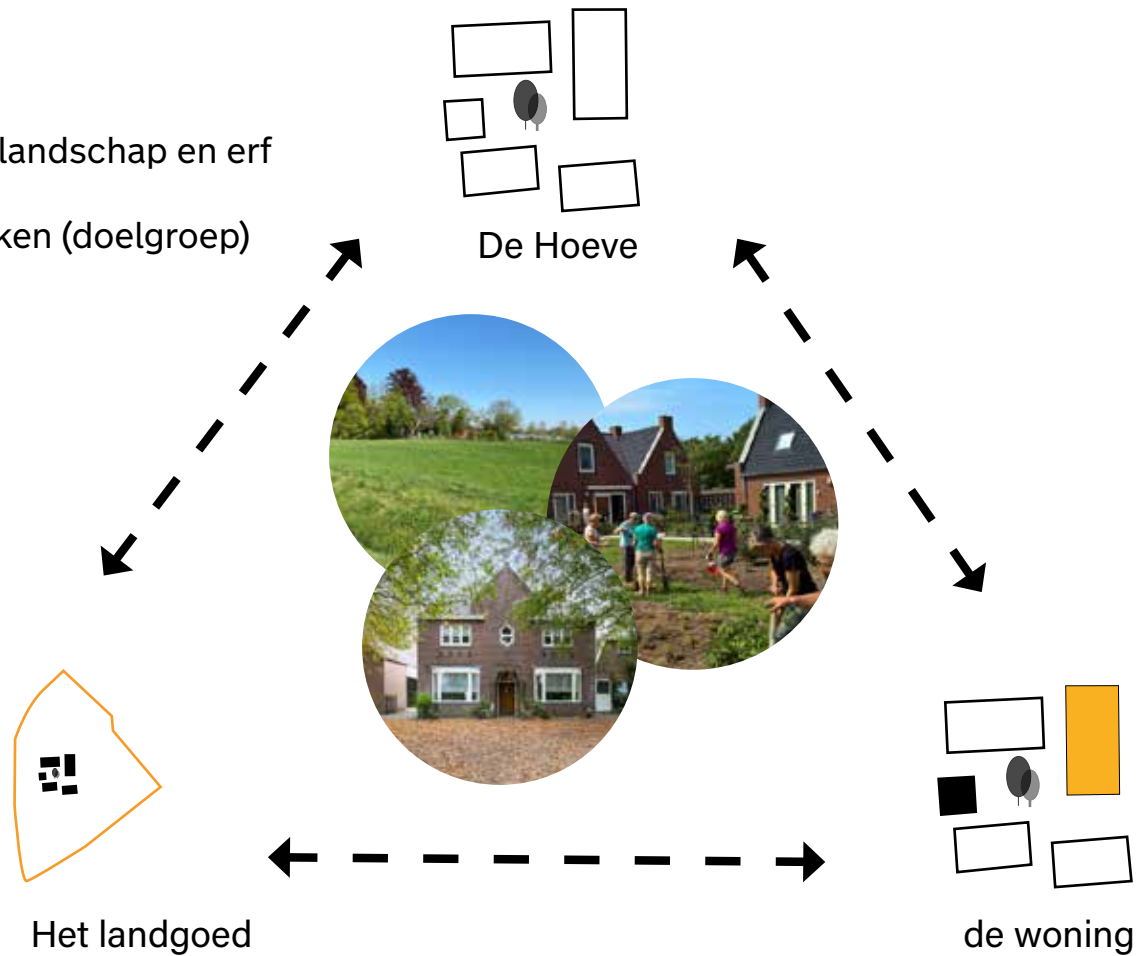 landschap en erf
ken (doelgroep)
De Hoeve
Het landgoed
de woning